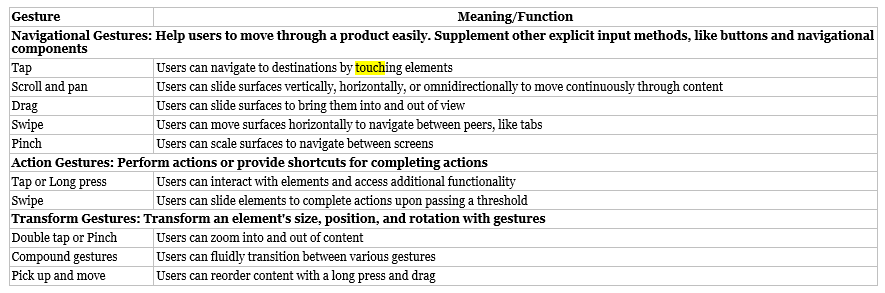 Gesture Meaning/Function
Navigational Gestures: Help users to move through a product easily. Supplement other explicit input methods, like buttons and navigational
components
Tap Users can navigate to destinations by touching elements
Scroll and pan Users can slide surfaces vertically, horizontally, or omnidirectionally to move continuously through content
Drag Users can slide surfaces to bring them into and out of view
Swipe Users can move surfaces horizontally to navigate between peers, like tabs
Pinch Users can scale surfaces to navigate between screens
Action Gestures: Perform actions or provide shortcuts for completing actions
Tap or Long press Users can interact with elements and access additional functionality
Swipe Users can slide elements to complete actions upon passing a threshold
Transform Gestures: Transform an element's size, position, and rotation with gestures
Double tap or Pinch Users can zoom into and out of content
Compound gestures Users can fluidly transition between various gestures
Pick up and move Users can reorder content with a long press and drag